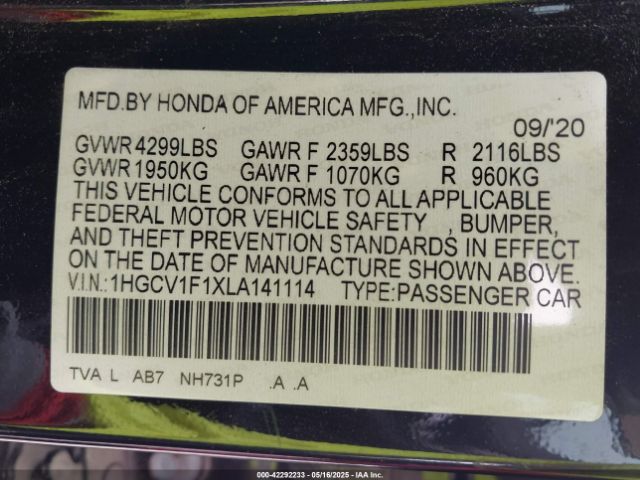 MFD.BY HONDA OF AMERICA MFG.,INC.
09/'20
GVWR 4299LBS GAWR F 2359LBS R 2116LBS
GVWR 1950KG GAWR F 1070KG R 960KG
THIS VEHICLE CONFORMS TO ALL APPLICABLE
FEDERAL MOTOR VEHICLE SAFETY , BUMPER,
AND THEFT PREVENTION STANDARDS IN EFFECT
ON THE DATE OF MANUFACTURE SHOWN ABOVE.
V.I.N.:1HGCV1F1XLA141114 TYPE:PASSENGER CAR
TVA L AB7 NH731P .A .A
000-42292233 - 05/16/2025 - IAA Inc.